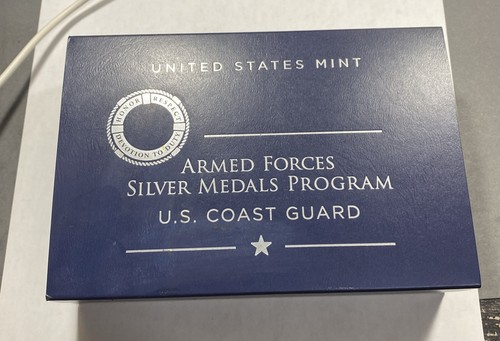 UNITED STATES MINT
HONOR RESPECT
DEVOTION TO DUTY
ARMED FORCES
SILVER MEDALS PROGRAM
U.S. COAST GUARD